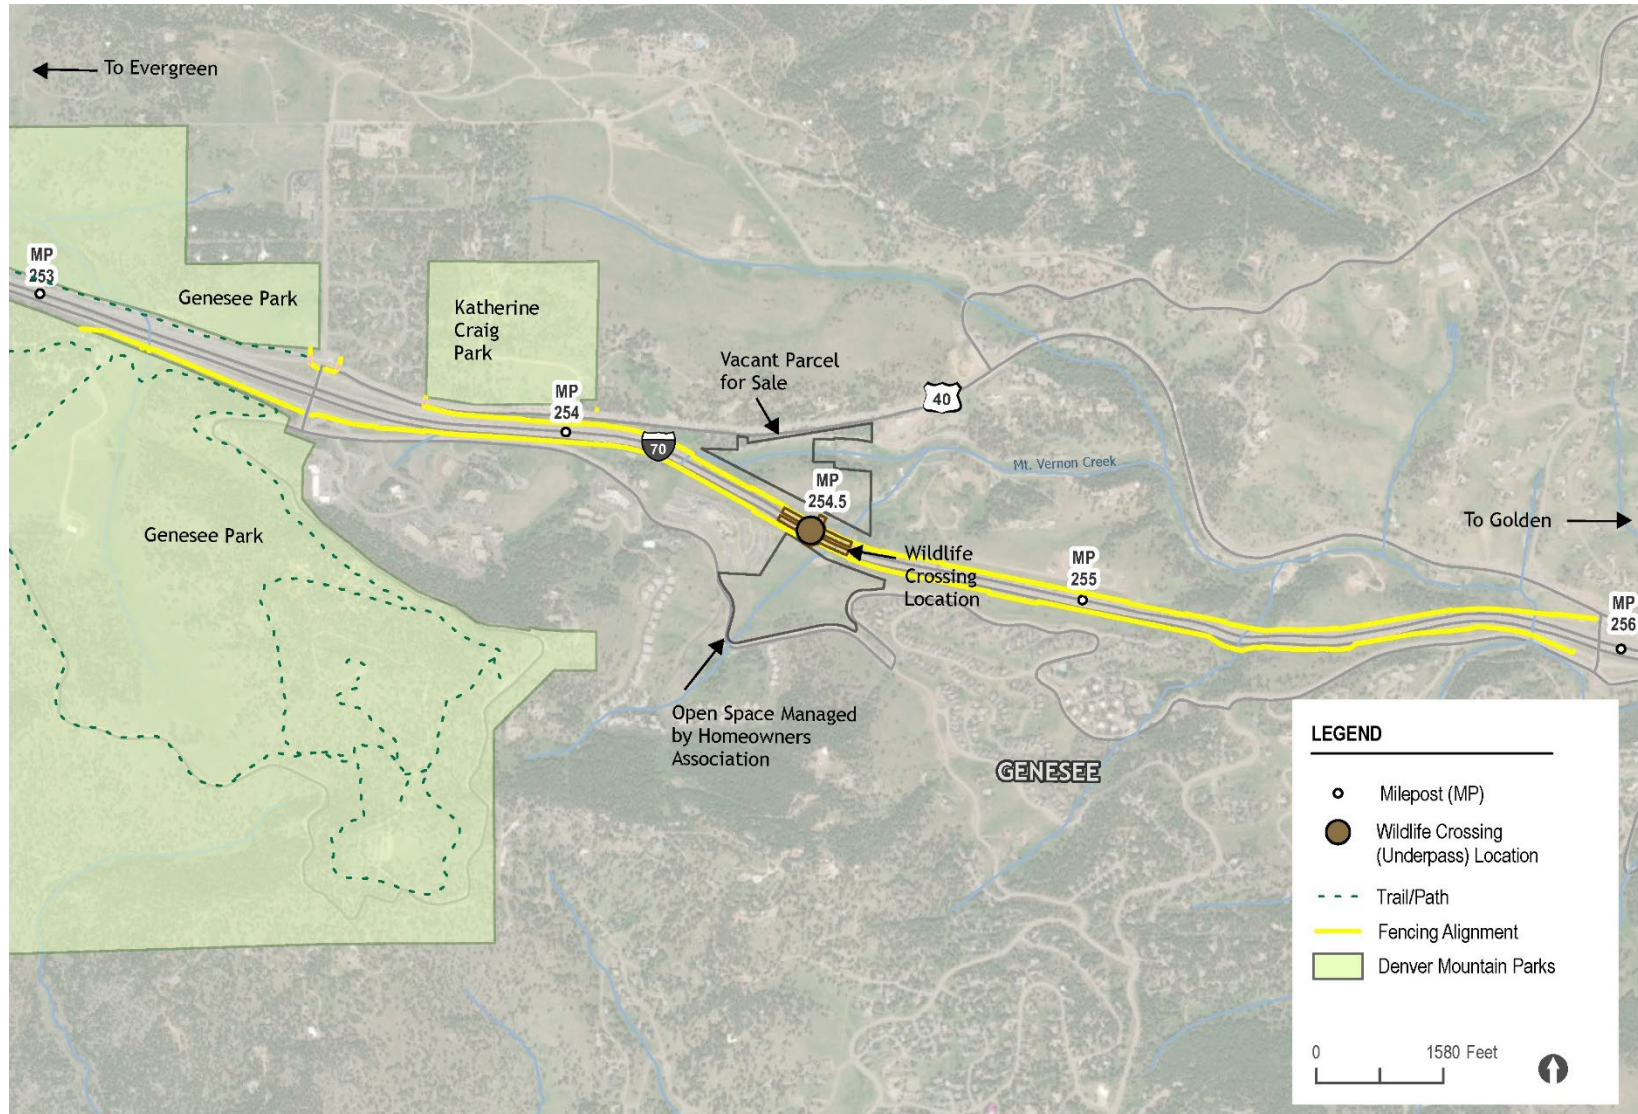 To Evergreen
MP
253
Genesee Park
Katherine
Craig
Park
MP
254
Vacant Parcel
for Sale
40
70
Mt. Vernon Creek
MP
254.5
To Golden
Genesee Park
Wildlife
Crossing
Location
MP
255
MP
256
Open Space Managed
by Homeowners
Association
GENESEE
LEGEND
Milepost (MP)
Wildlife Crossing
(Underpass) Location
Trail/Path
Fencing Alignment
Denver Mountain Parks
0 1580 Feet